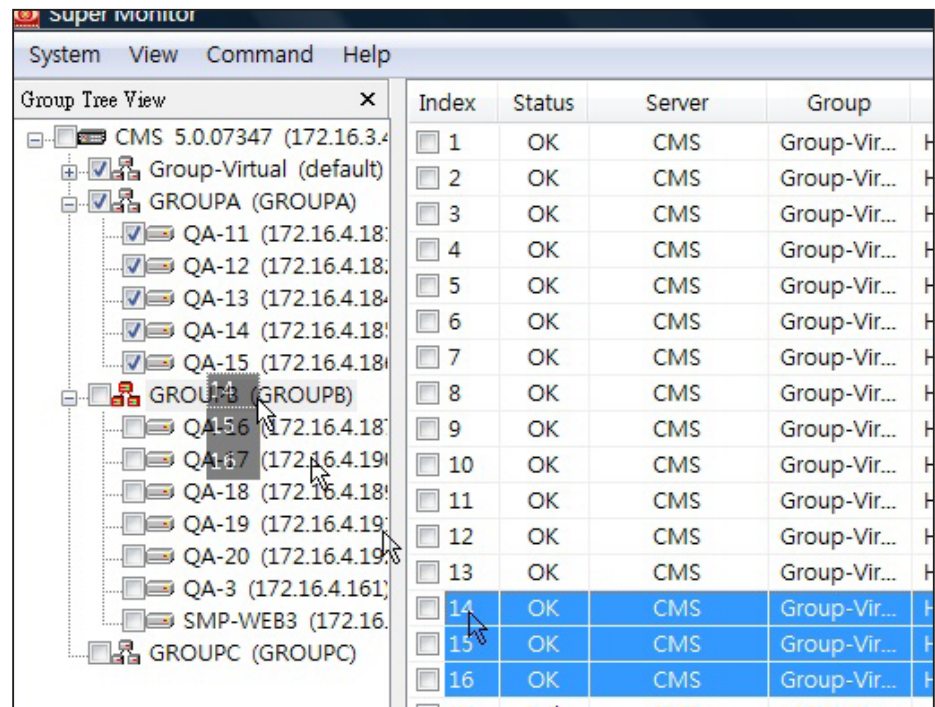 Super Monitor
System View Command Help
Group Tree View
CMS 5.0.07347 (172.16.3.4
Group-Virtual (default)
GROUPA (GROUPA)
QA-11 (172.16.4.18
QA-12 (172.16.4.18
QA-13 (172.16.4.184
QA-14 (172.16.4.18
QA-15 (172.16.4.186
GROUPB (GROUPB)
QA-16 (172.16.4.18
QA-17 (172.16.4.190
QA-18 (172.16.4.189
QA-19 (172.16.4.19
QA-20 (172.16.4.19
QA-3 (172.16.4.161)
SMP-WEB3 (172.16.
GROUPC (GROUPC)
14
15
16
Index Status Server Group
1 OK CMS Group-Vir... H
2 OK CMS Group-Vir... H
3 OK CMS Group-Vir... H
4 OK CMS Group-Vir... H
5 OK CMS Group-Vir... H
6 OK CMS Group-Vir... H
7 OK CMS Group-Vir... H
8 OK CMS Group-Vir... H
9 OK CMS Group-Vir... H
10 OK CMS Group-Vir... H
11 OK CMS Group-Vir... H
12 OK CMS Group-Vir... H
13 OK CMS Group-Vir... H
14 OK CMS Group-Vir... H
15 OK CMS Group-Vir... H
16 OK CMS Group-Vir... H